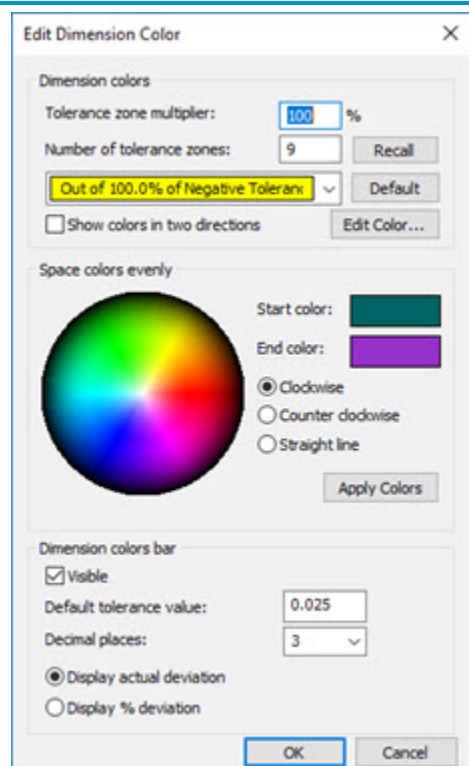 Edit Dimension Color
Dimension colors
Tolerance zone multiplier: 100 %
Number of tolerance zones: 9 Recall
Out of 100.0% of Negative Toleranc Default
Show colors in two directions Edit Color...
Space colors evenly
Start color:
End color:
Clockwise
Counter clockwise
Straight line
Apply Colors
Dimension colors bar
Visible
Default tolerance value: 0.025
Decimal places: 3
Display actual deviation
Display % deviation
OK Cancel